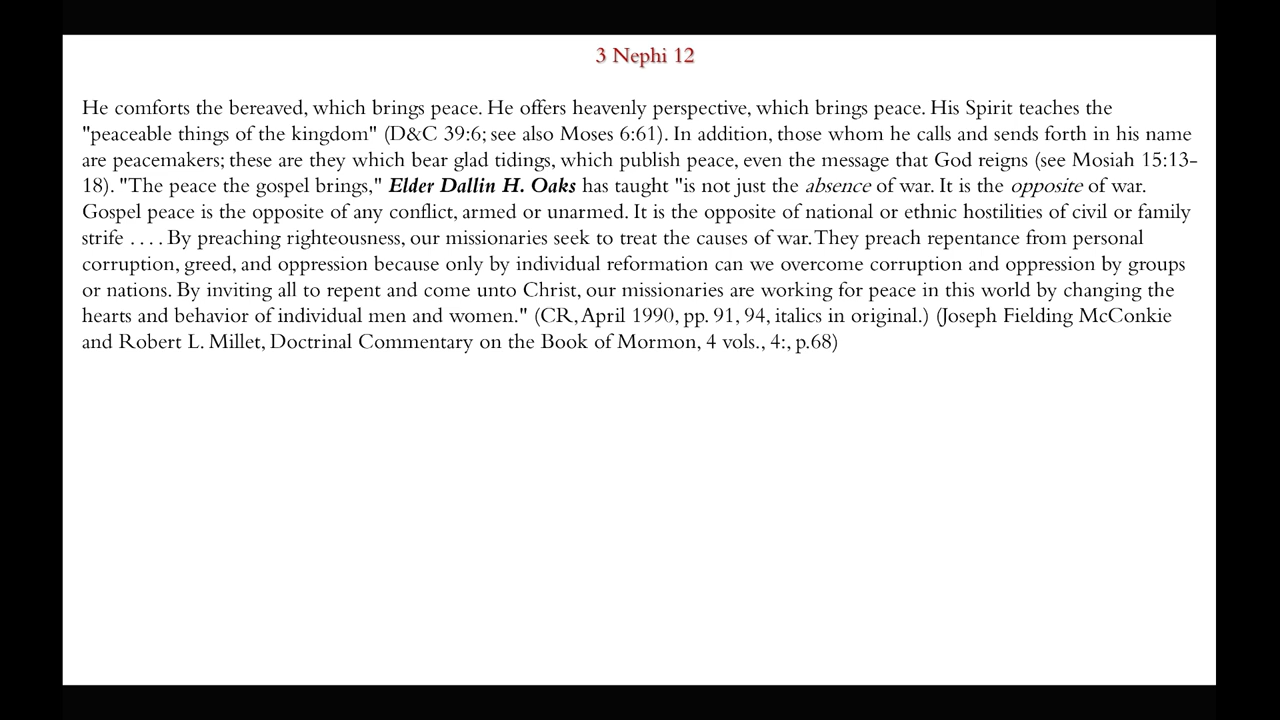 3 Nephi 12
He comforts the bereaved, which brings peace. He offers heavenly perspective, which brings peace. His Spirit teaches the
"peaceable things of the kingdom" (D&C 39:6; see also Moses 6:61). In addition, those whom he calls and sends forth in his name
are peacemakers; these are they which bear glad tidings, which publish peace, even the message that God reigns (see Mosiah 15:13-
18). "The peace the gospel brings," Elder Dallin H. Oaks has taught "is not just the absence of war. It is the opposite of war.
Gospel peace is the opposite of any conflict, armed or unarmed. It is the opposite of national or ethnic hostilities of civil or family
strife . . . . By preaching righteousness, our missionaries seek to treat the causes of war. They preach repentance from personal
corruption, greed, and oppression because only by individual reformation can we overcome corruption and oppression by groups
or nations. By inviting all to repent and come unto Christ, our missionaries are working for peace in this world by changing the
hearts and behavior of individual men and women." (CR, April 1990, pp. 91, 94, italics in original.) (Joseph Fielding McConkie
and Robert L. Millet, Doctrinal Commentary on the Book of Mormon, 4 vols., 4:, p.68)